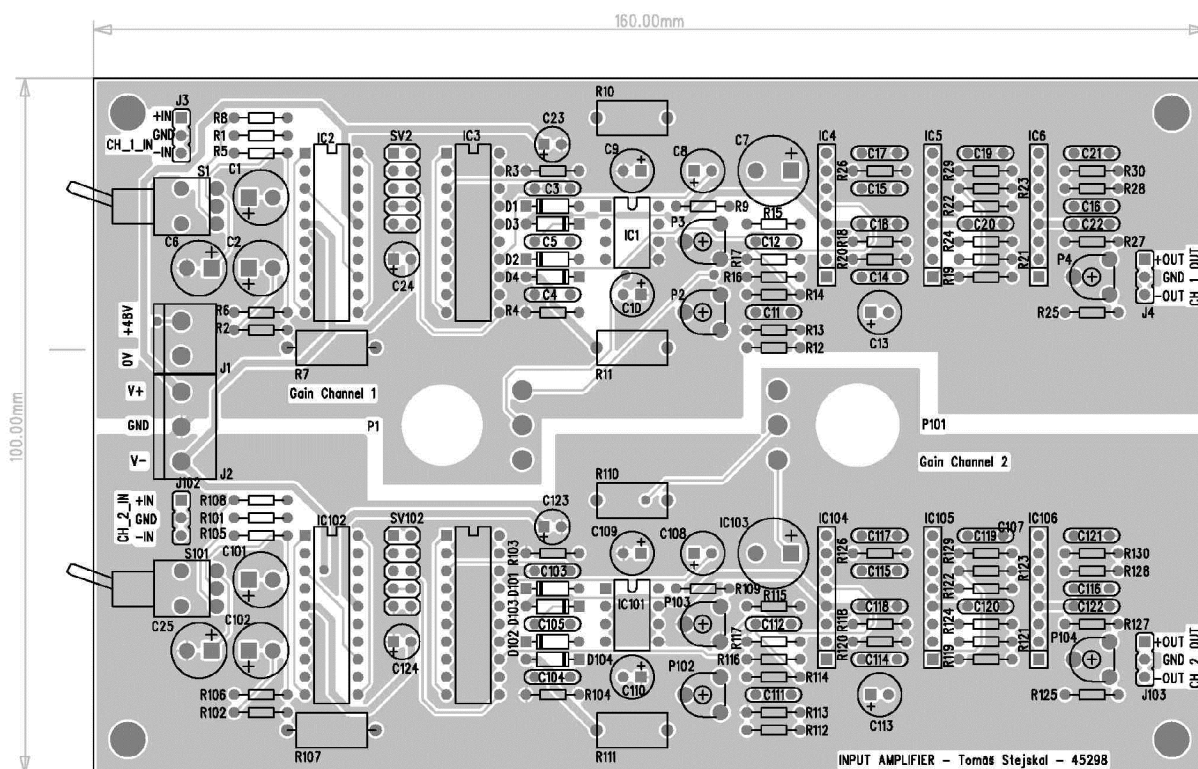 160.00mm
100.00mm
J3
+IN
GND
-IN
CH_1_IN
R8
R1
R5
S1
C1
C6
C2
R6
R2
+48V
0V
J1
V+
GND
V-
J2
IC2
SV2
IC3
C24
R7
Gain Channel 1
P1
C23
R3
C3
D1
D3
C5
D2
D4
C4
R4
R10
C9
C8
C7
R9
IC1
P3
C10
P2
R11
R15
C12
R17
R16
R14
C11
R13
R12
IC4
R26
R18
R20
C17
C15
C18
C14
C13
IC5
R29
R22
R24
R19
C19
C20
IC6
R23
R21
C21
R30
R28
C16
C22
R27
P4
R25
+OUT
GND
-OUT
J4
CH_1_OUT
P101
Gain Channel 2
J102
+IN
GND
-IN
CH_2_IN
R108
R101
R105
S101
C101
C25
C102
R106
R102
IC102
SV102
C124
R107
C123
R103
C103
D101
D103
C105
D102
D104
C104
R104
R110
C109
C108
IC103
R109
IC101
P103
C110
P102
R111
R115
C112
R117
R116
R114
C111
R113
R112
IC104
R126
R118
R120
C117
C115
C118
C114
C113
IC105
R129
R122
R124
R119
C107
C119
C120
IC106
R123
R121
C121
R130
R128
C116
C122
R127
P104
R125
+OUT
GND
-OUT
J103
CH_2_OUT
INPUT AMPLIFIER - Tomáš Stejskal - 45298